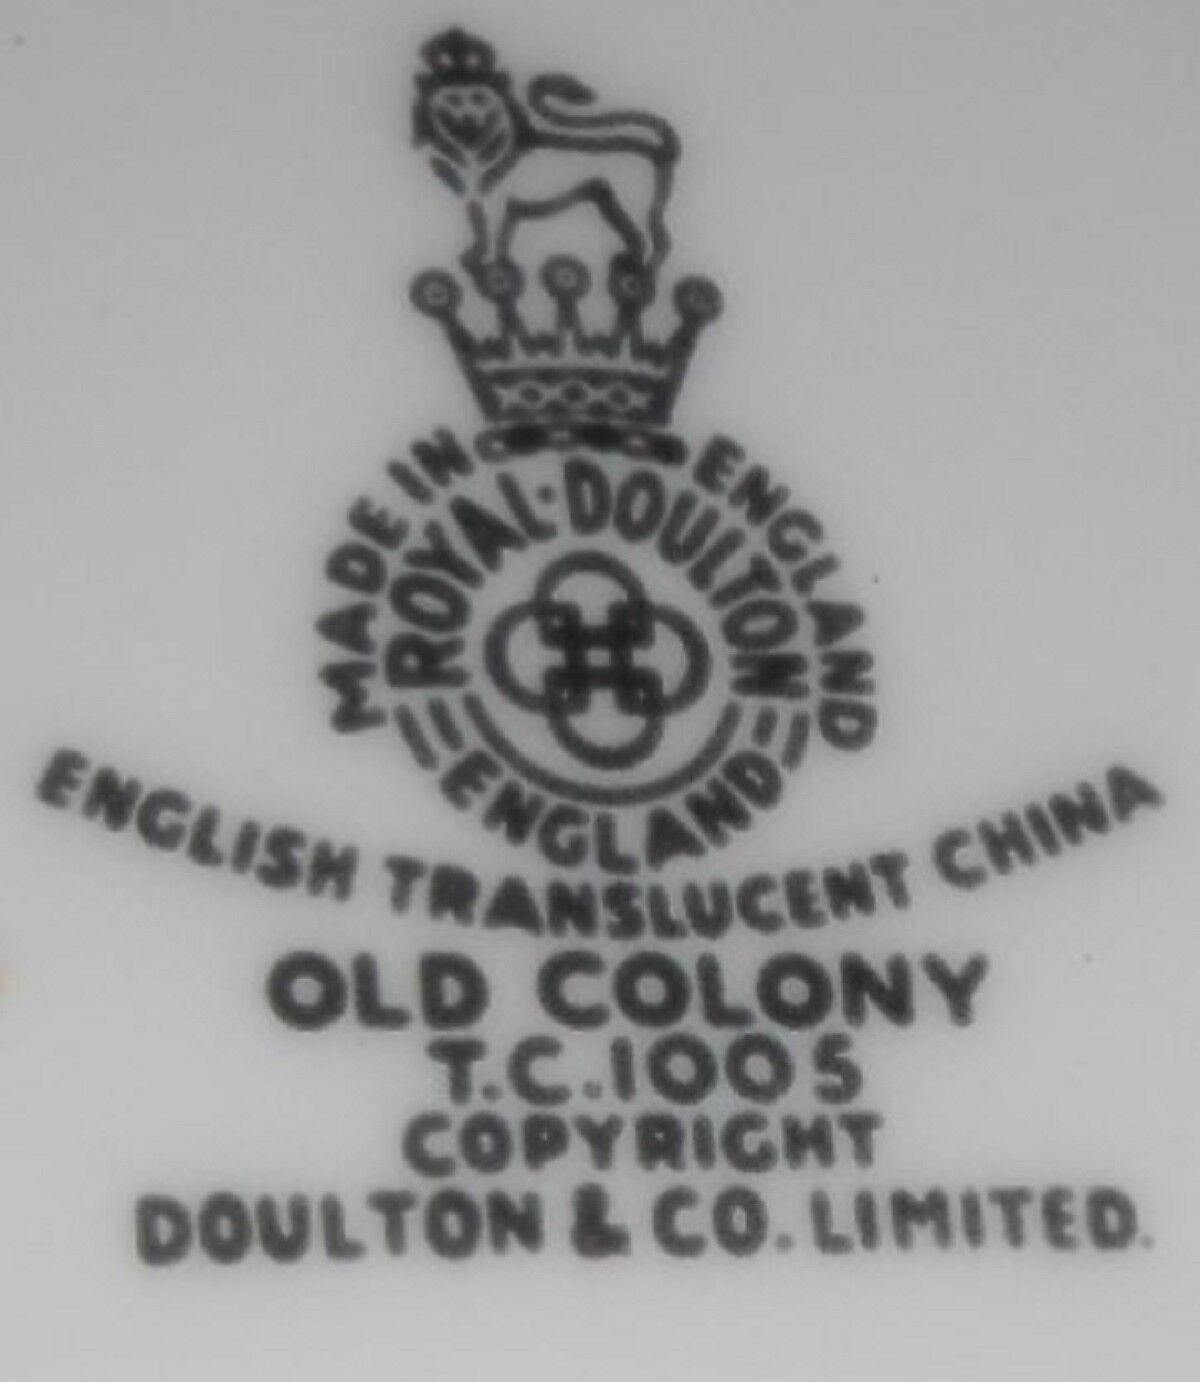 MADE IN ENGLAND
ROYAL·DOULTON
ENGLAND
ENGLISH TRANSLUCENT CHINA
OLD COLONY
T.C.1005
COPYRIGHT
DOULTON & CO. LIMITED.